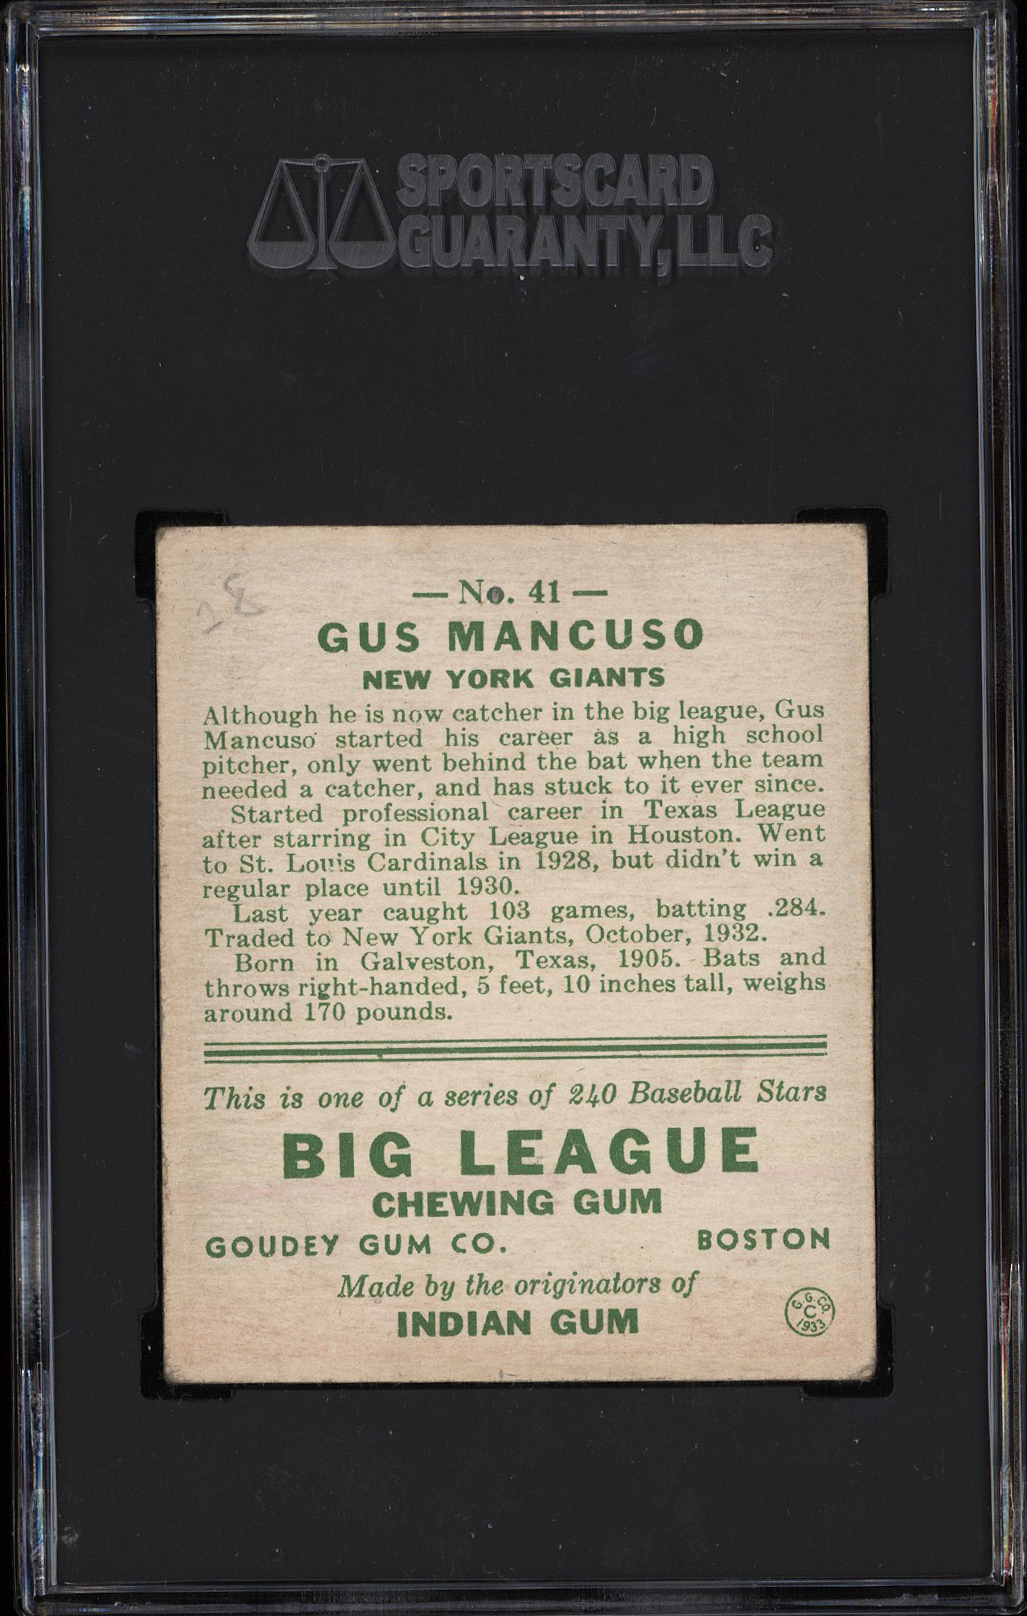 SPORTSCARD
GUARANTY, LLC
— No. 41 —
GUS MANCUSO
NEW YORK GIANTS
Although he is now catcher in the big league, Gus
Mancuso started his career as a high school
pitcher, only went behind the bat when the team
needed a catcher, and has stuck to it ever since.
Started professional career in Texas League
after starring in City League in Houston. Went
to St. Louis Cardinals in 1928, but didn't win a
regular place until 1930.
Last year caught 103 games, batting .284.
Traded to New York Giants, October, 1932.
Born in Galveston, Texas, 1905. Bats and
throws right-handed, 5 feet, 10 inches tall, weighs
around 170 pounds.
This is one of a series of 240 Baseball Stars
BIG LEAGUE
CHEWING GUM
GOUDEY GUM CO. BOSTON
Made by the originators of
INDIAN GUM
G. G. CO.
C
1933